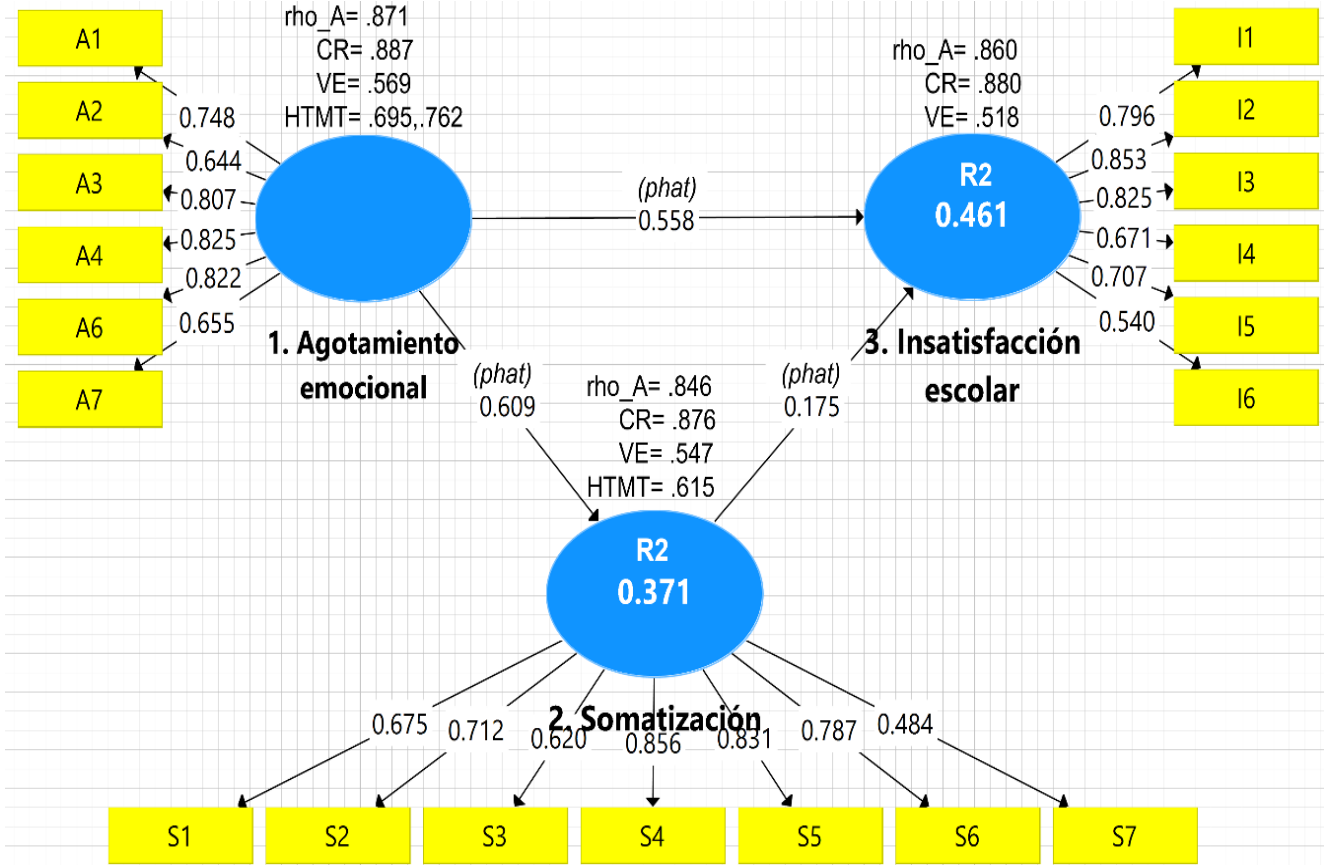 A1
A2
A3
A4
A6
A7
0.748
0.644
0.807
0.825
0.822
0.655
rho_A= .871
CR= .887
VE= .569
HTMT= .695,.762
1. Agotamiento
emocional
(phat)
0.558
(phat)
0.609
(phat)
0.175
rho_A= .860
CR= .880
VE= .518
R2
0.461
3. Insatisfacción
escolar
0.796
0.853
0.825
0.671
0.707
0.540
I1
I2
I3
I4
I5
I6
rho_A= .846
CR= .876
VE= .547
HTMT= .615
R2
0.371
2. Somatización
0.675
0.712
0.620
0.856
0.831
0.787
0.484
S1
S2
S3
S4
S5
S6
S7